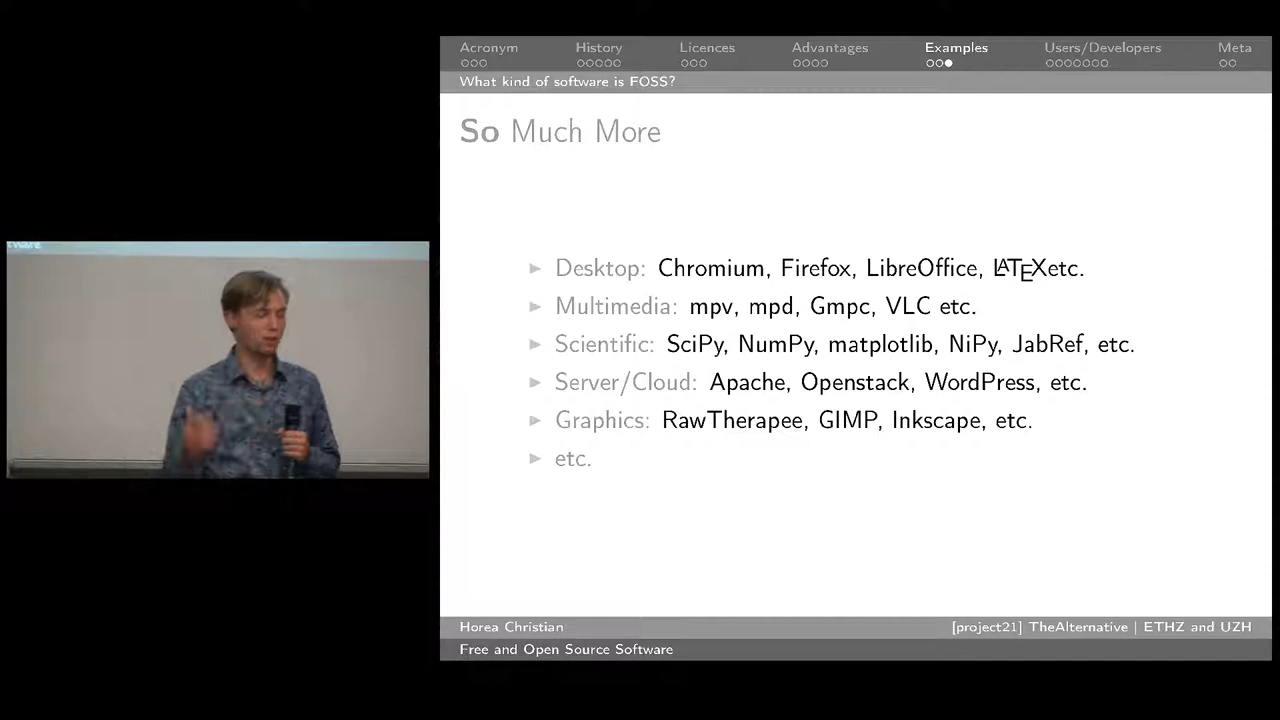 Acronym History Licences Advantages Examples Users/Developers Meta
What kind of software is FOSS?
So Much More
Desktop: Chromium, Firefox, LibreOffice, LATEXetc.
Multimedia: mpv, mpd, Gmpc, VLC etc.
Scientific: SciPy, NumPy, matplotlib, NiPy, JabRef, etc.
Server/Cloud: Apache, Openstack, WordPress, etc.
Graphics: RawTherapee, GIMP, Inkscape, etc.
etc.
Horea Christian [project21] TheAlternative | ETHZ and UZH
Free and Open Source Software